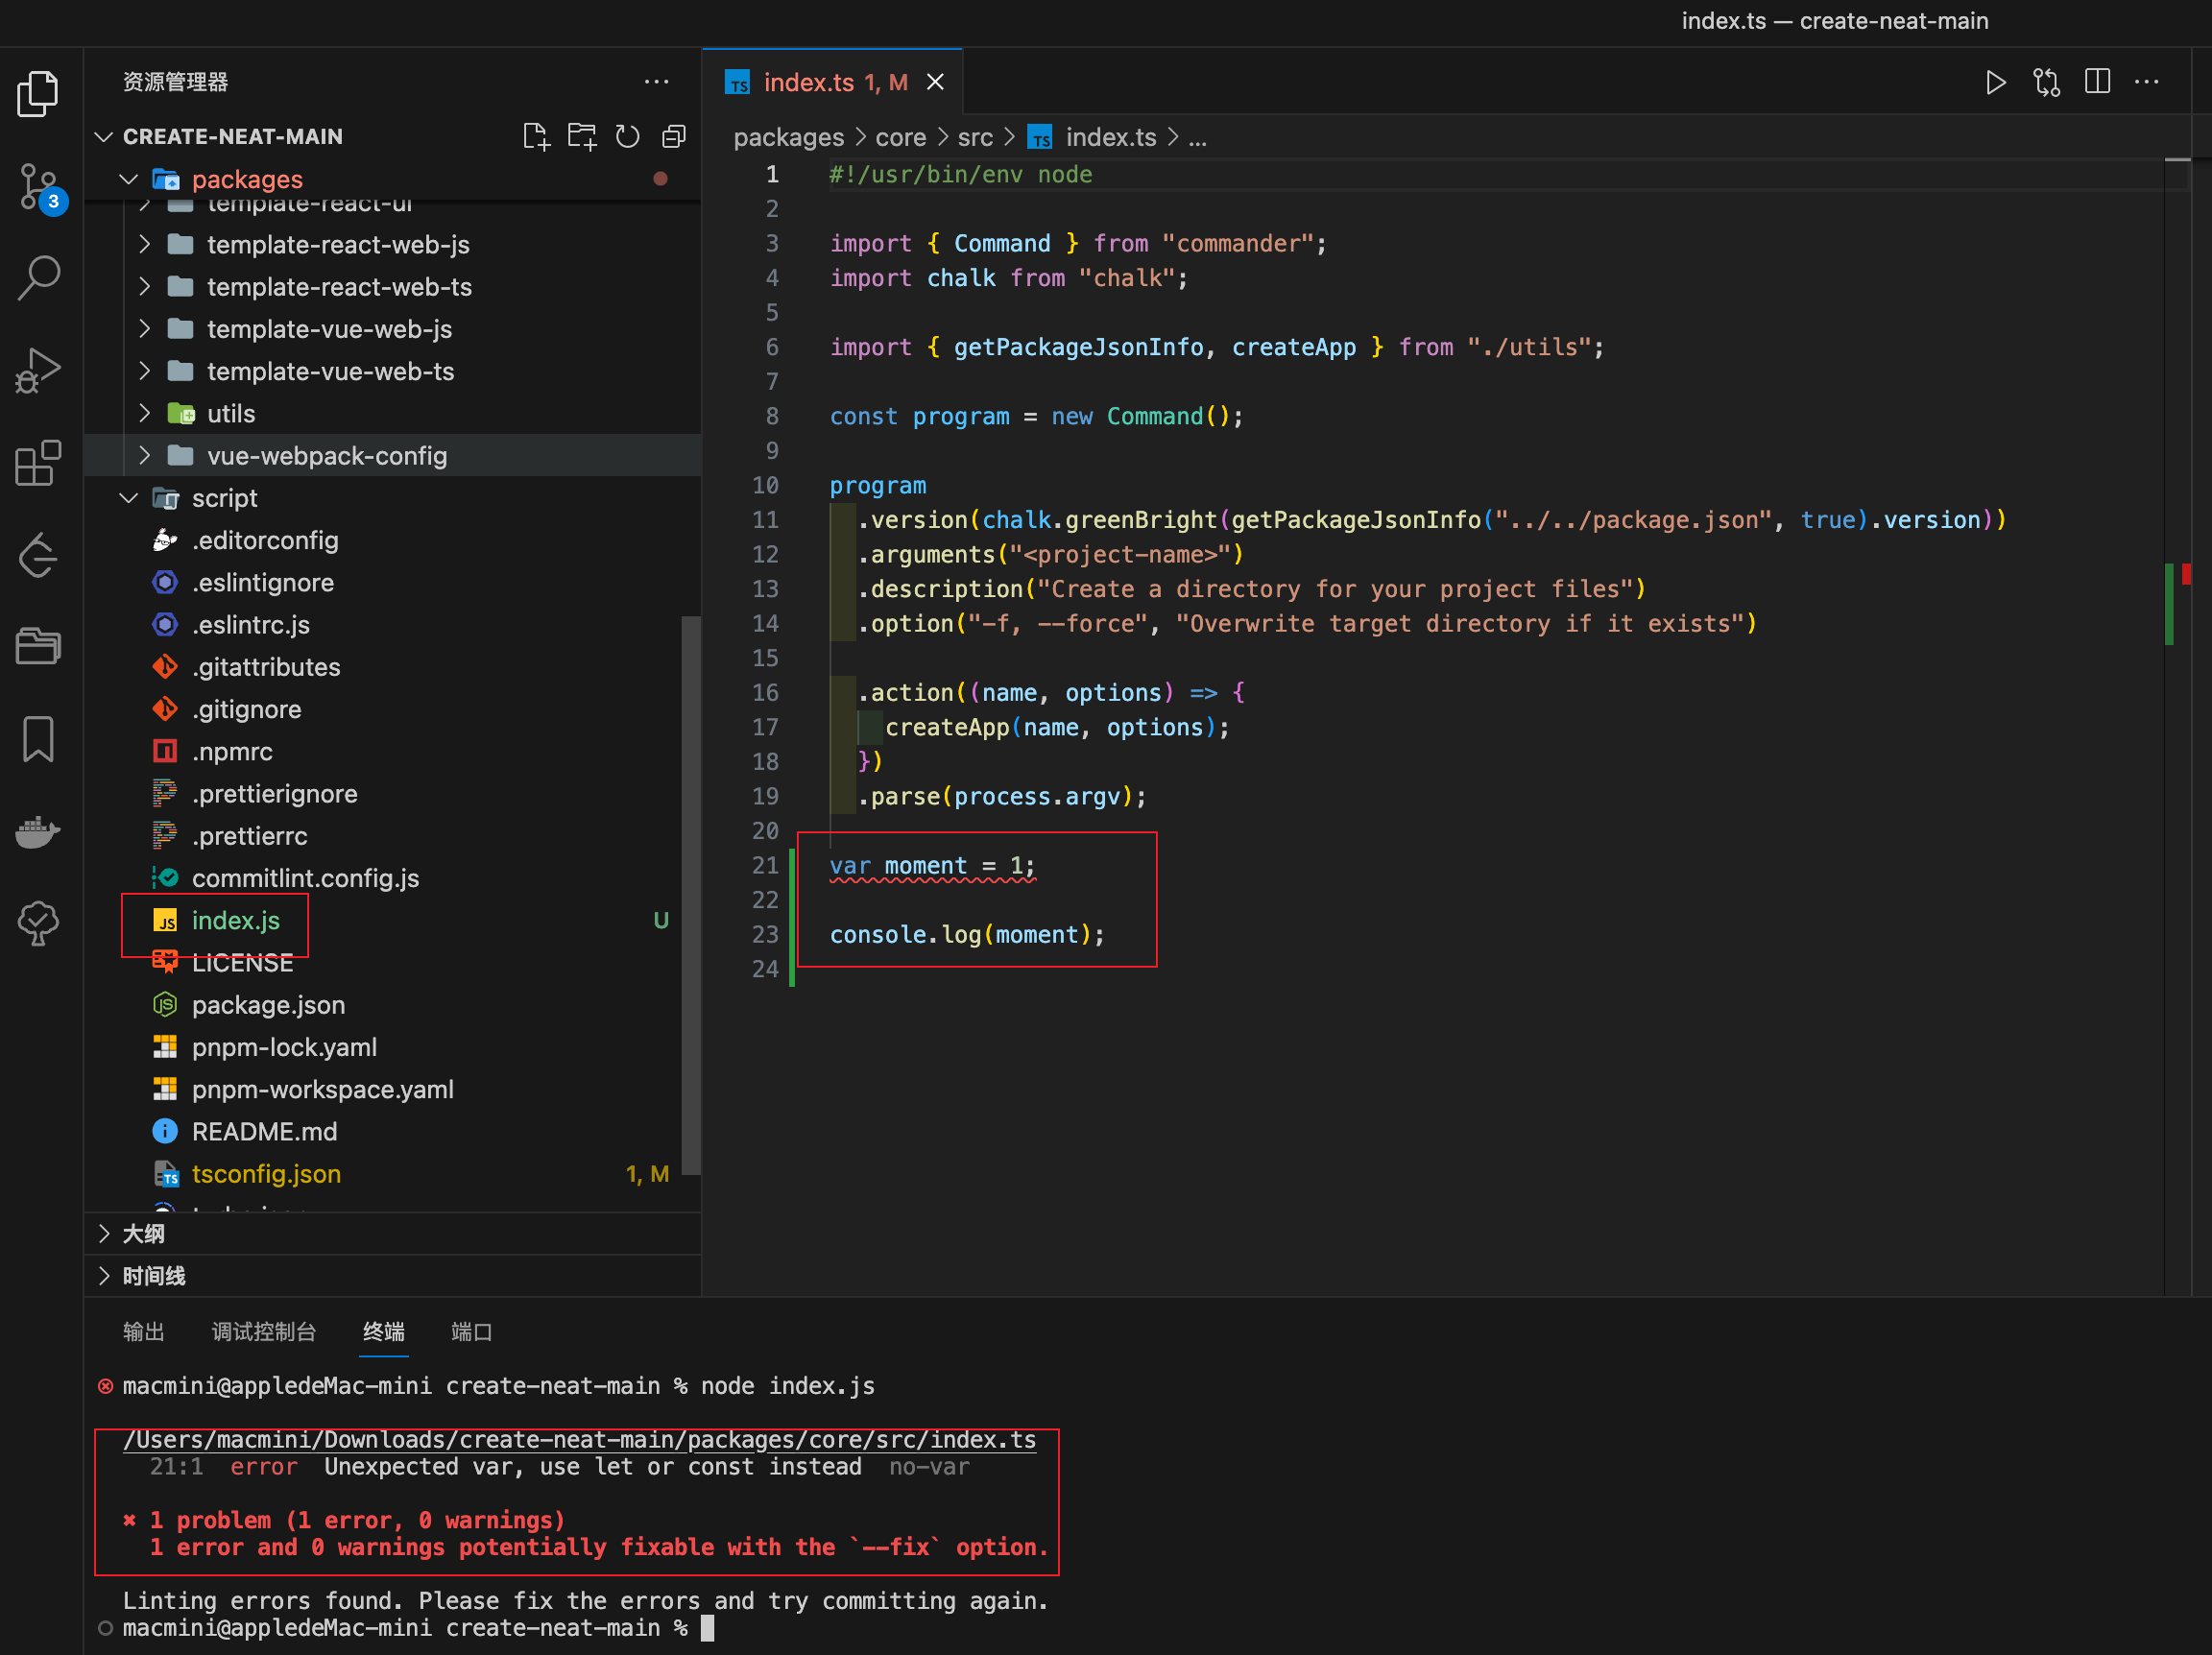 index.ts — create-neat-main
资源管理器
CREATE-NEAT-MAIN
packages
template-react-ui
template-react-web-js
template-react-web-ts
template-vue-web-js
template-vue-web-ts
utils
vue-webpack-config
script
.editorconfig
.eslintignore
.eslintrc.js
.gitattributes
.gitignore
.npmrc
.prettierignore
.prettierrc
commitlint.config.js
index.js U
LICENSE
package.json
pnpm-lock.yaml
pnpm-workspace.yaml
README.md
tsconfig.json 1, M
大纲
时间线
3
TS index.ts 1, M
packages > core > src > TS index.ts > ...
1 #!/usr/bin/env node
2
3 import { Command } from "commander";
4 import chalk from "chalk";
5
6 import { getPackageJsonInfo, createApp } from "./utils";
7
8 const program = new Command();
9
10 program
11 .version(chalk.greenBright(getPackageJsonInfo("../../package.json", true).version))
12 .arguments("<project-name>")
13 .description("Create a directory for your project files")
14 .option("-f, --force", "Overwrite target directory if it exists")
15
16 .action((name, options) => {
17 createApp(name, options);
18 })
19 .parse(process.argv);
20
21 var moment = 1;
22
23 console.log(moment);
24
输出 调试控制台 终端 端口
macmini@appledeMac-mini create-neat-main % node index.js
/Users/macmini/Downloads/create-neat-main/packages/core/src/index.ts
21:1 error Unexpected var, use let or const instead no-var
✖ 1 problem (1 error, 0 warnings)
1 error and 0 warnings potentially fixable with the `--fix` option.
Linting errors found. Please fix the errors and try committing again.
macmini@appledeMac-mini create-neat-main %